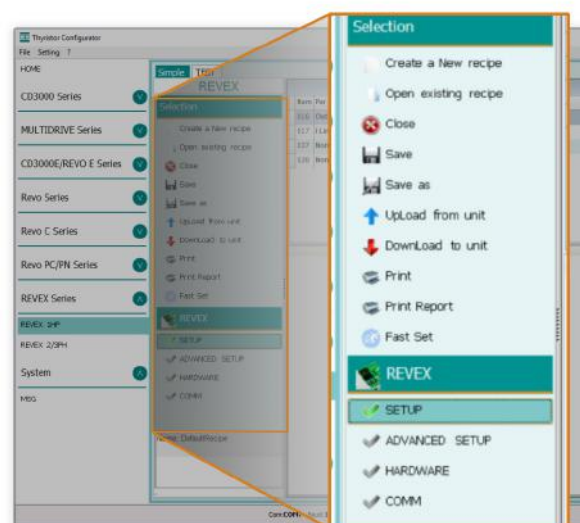 Thyristor Configurator
File Setting ?
HOME
CD3000 Series
MULTIDRIVE Series
CD3000E/REVO E Series
Revo Series
Revo C Series
Revo PC/PN Series
REVEX Series
REVEX 1HP
REVEX 2/3PH
System
MSG
Simple
REVEX
Selection
Create a New recipe
Open existing recipe
Close
Save
Save as
UpLoad from unit
DownLoad to unit
Print
Print Report
Fast Set
REVEX
SETUP
ADVANCED SETUP
HARDWARE
COMM
Name: DefaultRecipe
Num Par
Selection
Create a New recipe
Open existing recipe
Close
Save
Save as
UpLoad from unit
DownLoad to unit
Print
Print Report
Fast Set
REVEX
SETUP
ADVANCED SETUP
HARDWARE
COMM